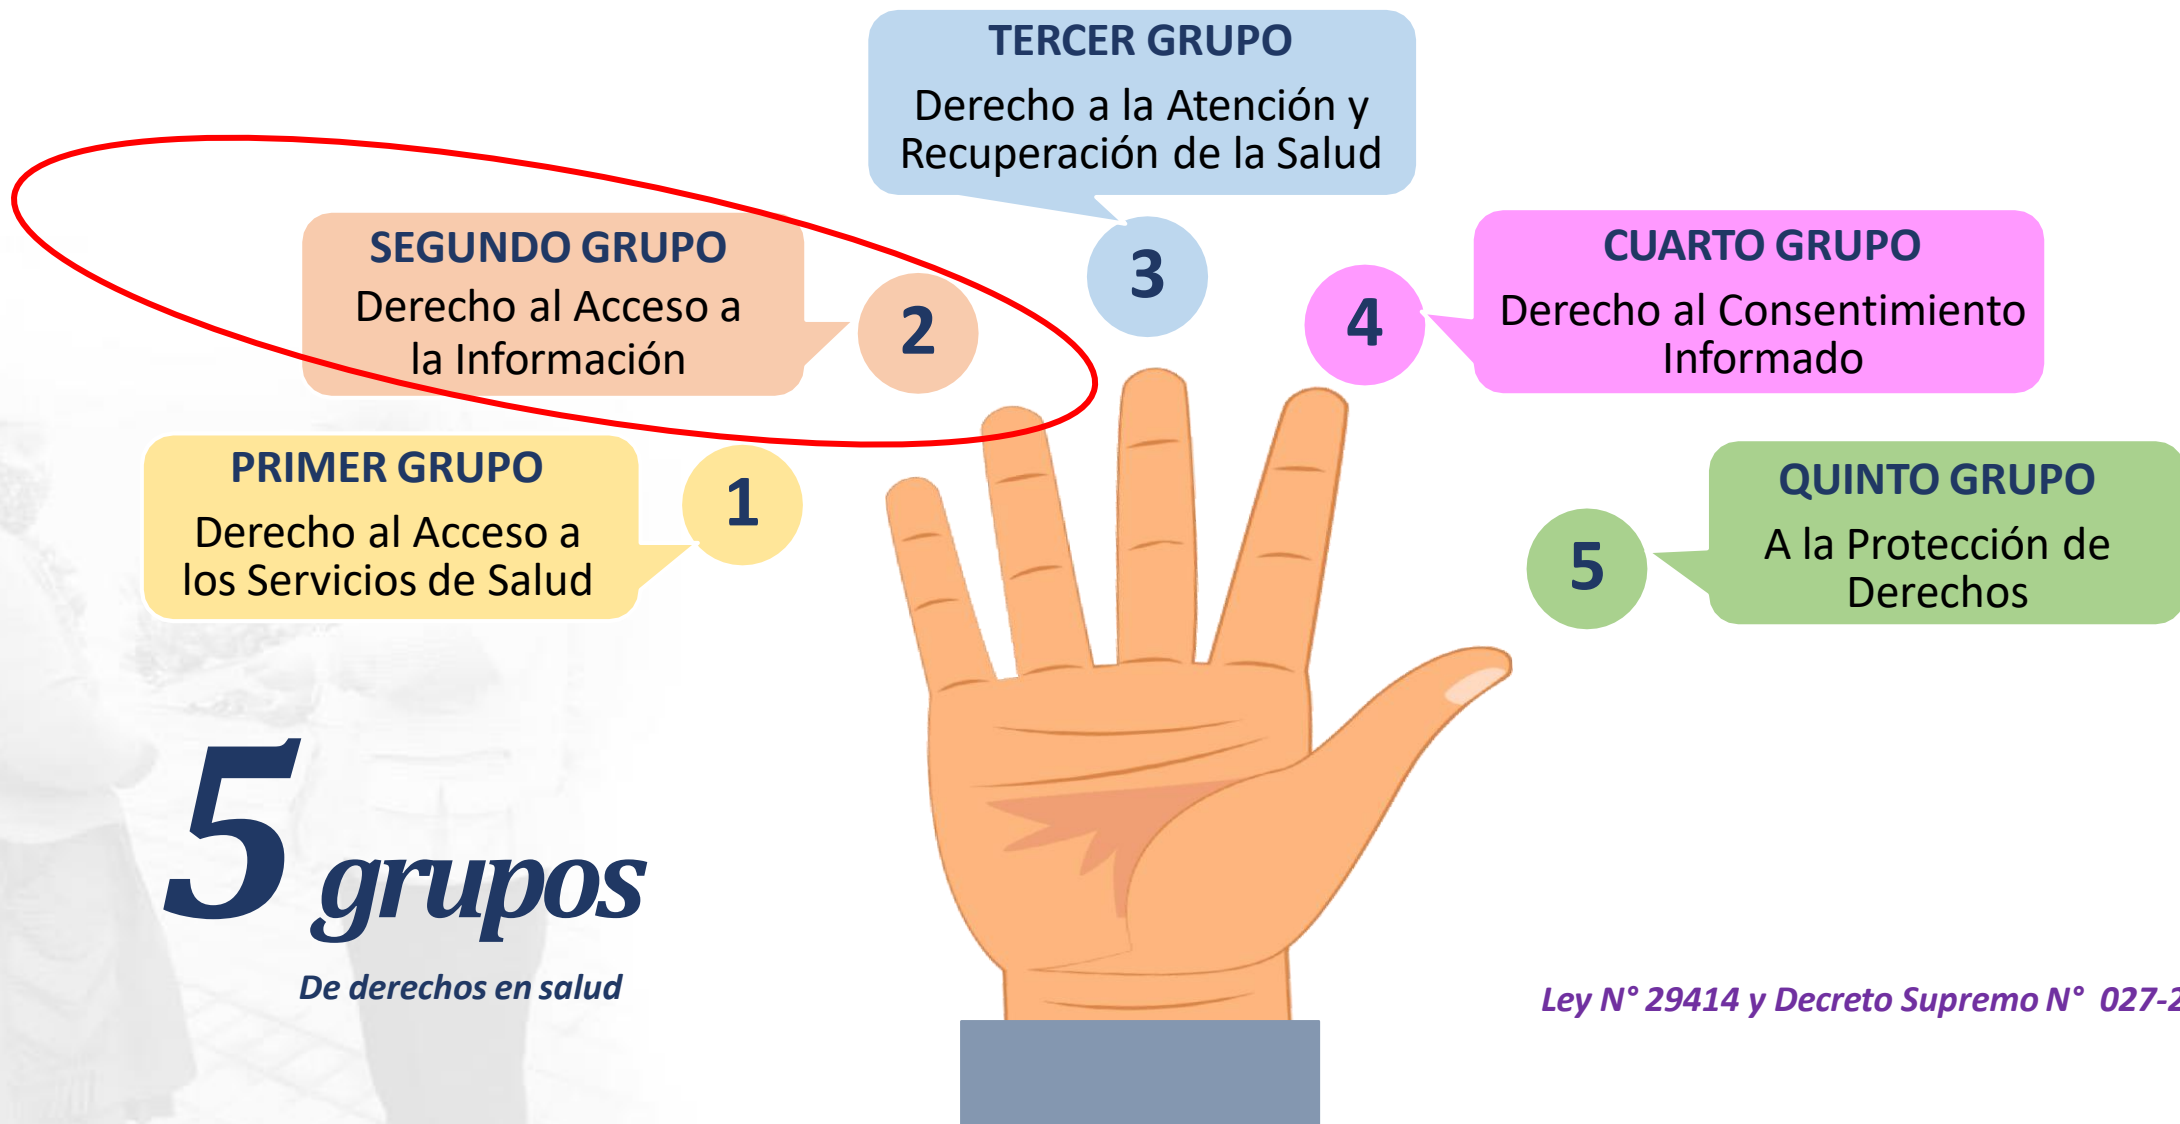 TERCER GRUPO
Derecho a la Atención y
Recuperación de la Salud
SEGUNDO GRUPO
Derecho al Acceso a
la Información
2
3
4
CUARTO GRUPO
Derecho al Consentimiento
Informado
PRIMER GRUPO
Derecho al Acceso a
los Servicios de Salud
1
5
QUINTO GRUPO
A la Protección de
Derechos
5 grupos
De derechos en salud
Ley N° 29414 y Decreto Supremo N° 027-2